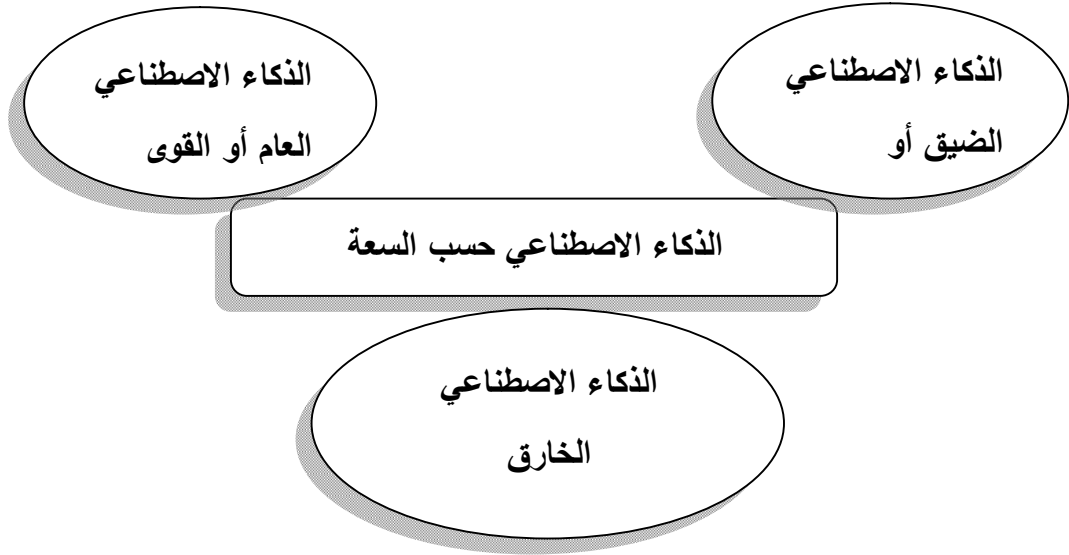 الذكاء الاصطناعي
الضيق أو
الذكاء الاصطناعي
العام أو القوى
الذكاء الاصطناعي حسب السعة
الذكاء الاصطناعي
الخارق